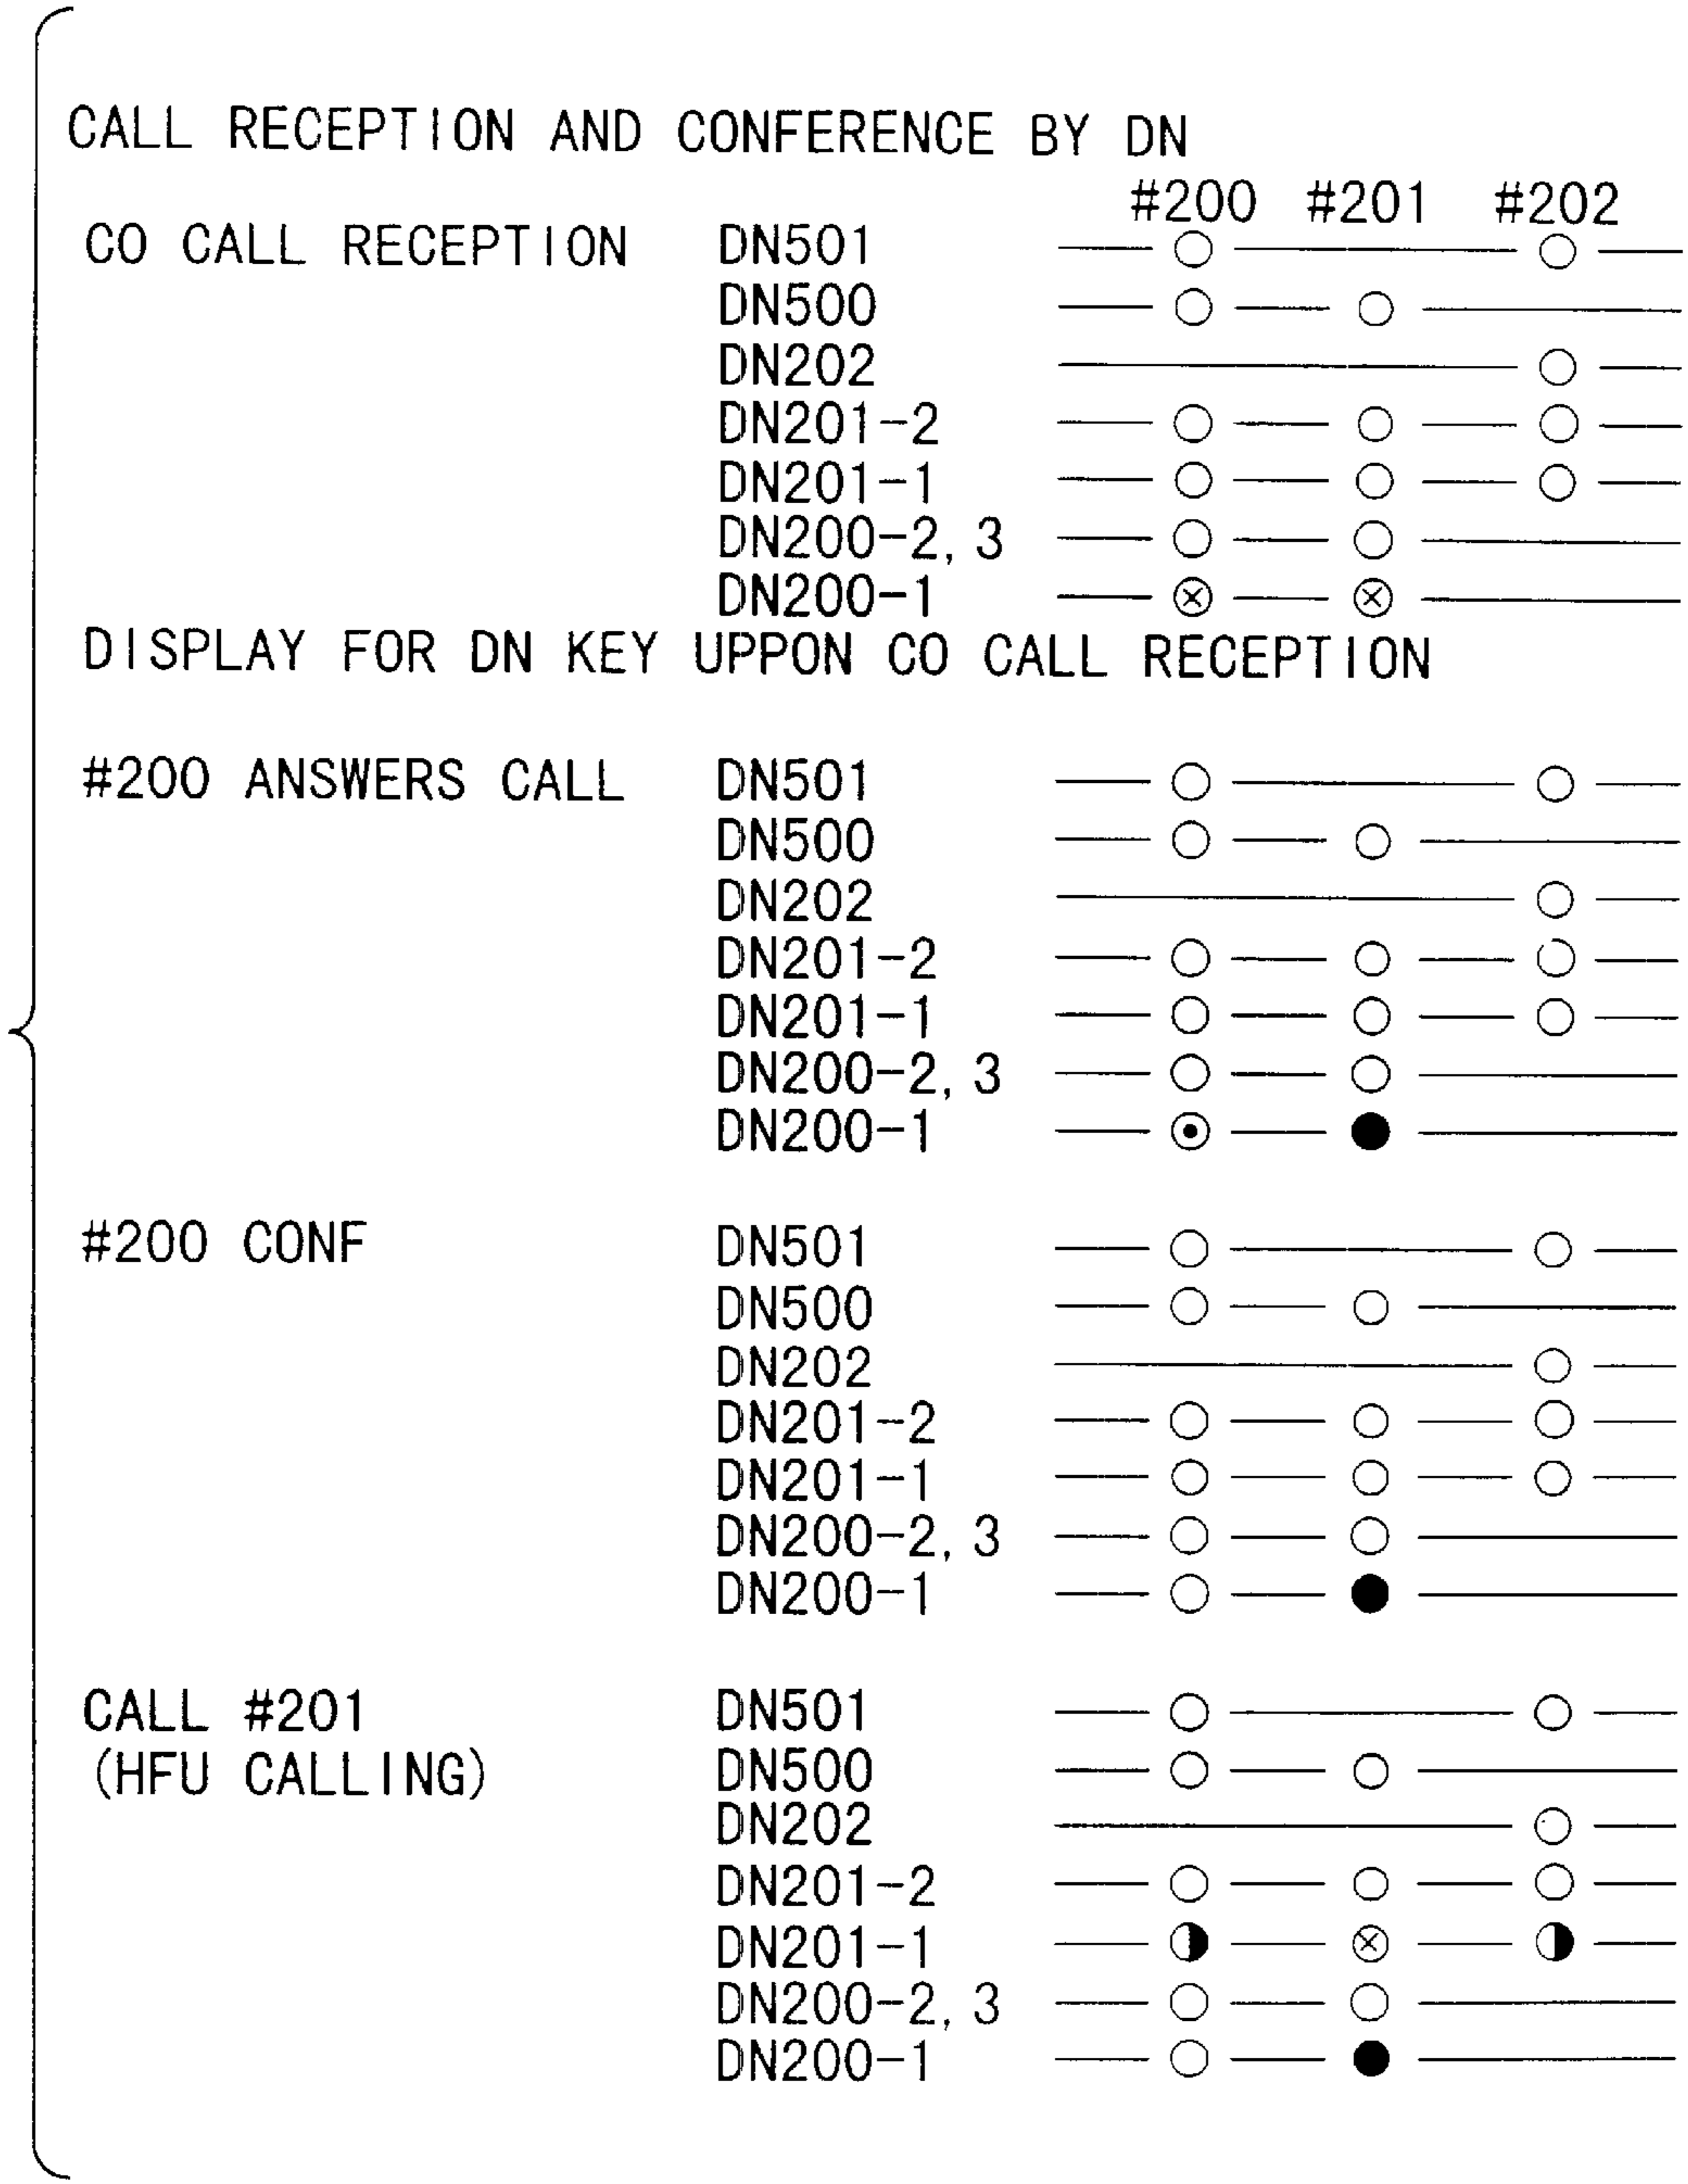 CALL RECEPTION AND CONFERENCE BY DN
#200 #201 #202
CO CALL RECEPTION DN501
DN500
DN202
DN201-2
DN201-1
DN200-2, 3
DN200-1
DISPLAY FOR DN KEY UPPON CO CALL RECEPTION
#200 ANSWERS CALL DN501
DN500
DN202
DN201-2
DN201-1
DN200-2, 3
DN200-1
#200 CONF DN501
DN500
DN202
DN201-2
DN201-1
DN200-2, 3
DN200-1
CALL #201 DN501
(HFU CALLING) DN500
DN202
DN201-2
DN201-1
DN200-2, 3
DN200-1